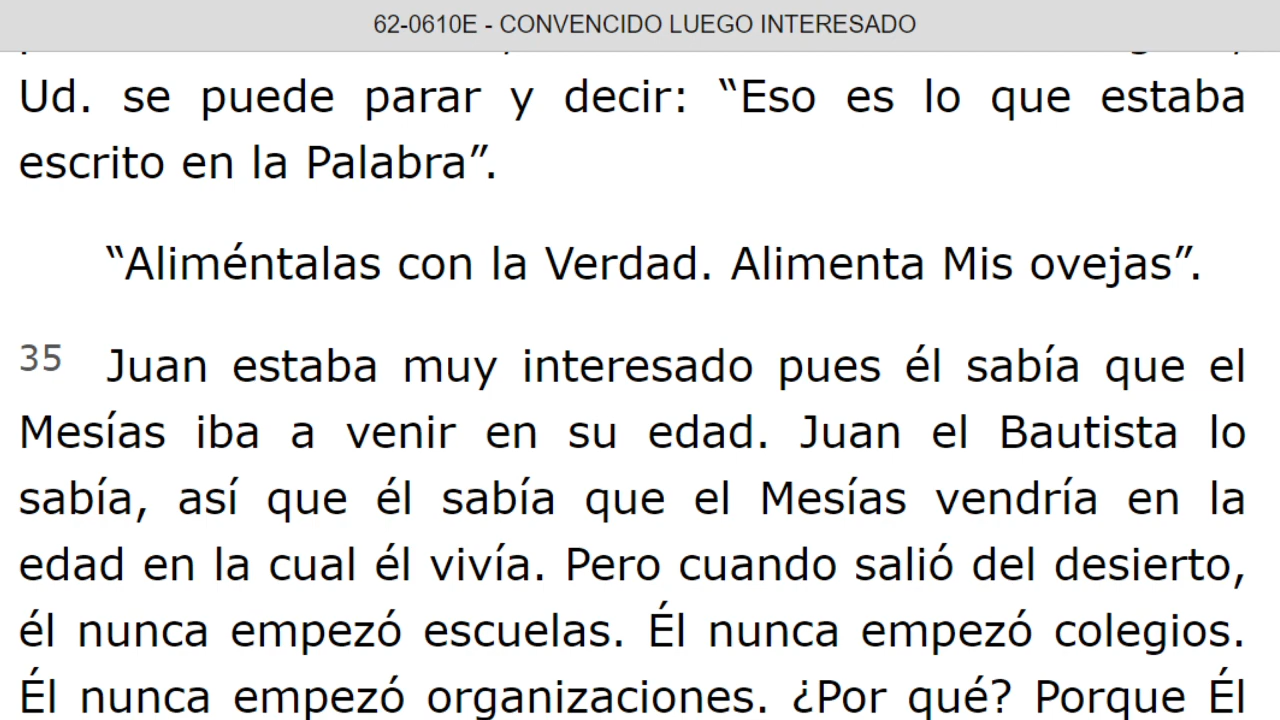 62-0610E - CONVENCIDO LUEGO INTERESADO
Ud. se puede parar y decir: “Eso es lo que estaba
escrito en la Palabra”.
“Aliméntalas con la Verdad. Alimenta Mis ovejas”.
35 Juan estaba muy interesado pues él sabía que el
Mesías iba a venir en su edad. Juan el Bautista lo
sabía, así que él sabía que el Mesías vendría en la
edad en la cual él vivía. Pero cuando salió del desierto,
él nunca empezó escuelas. Él nunca empezó colegios.
Él nunca empezó organizaciones. ¿Por qué? Porque Él